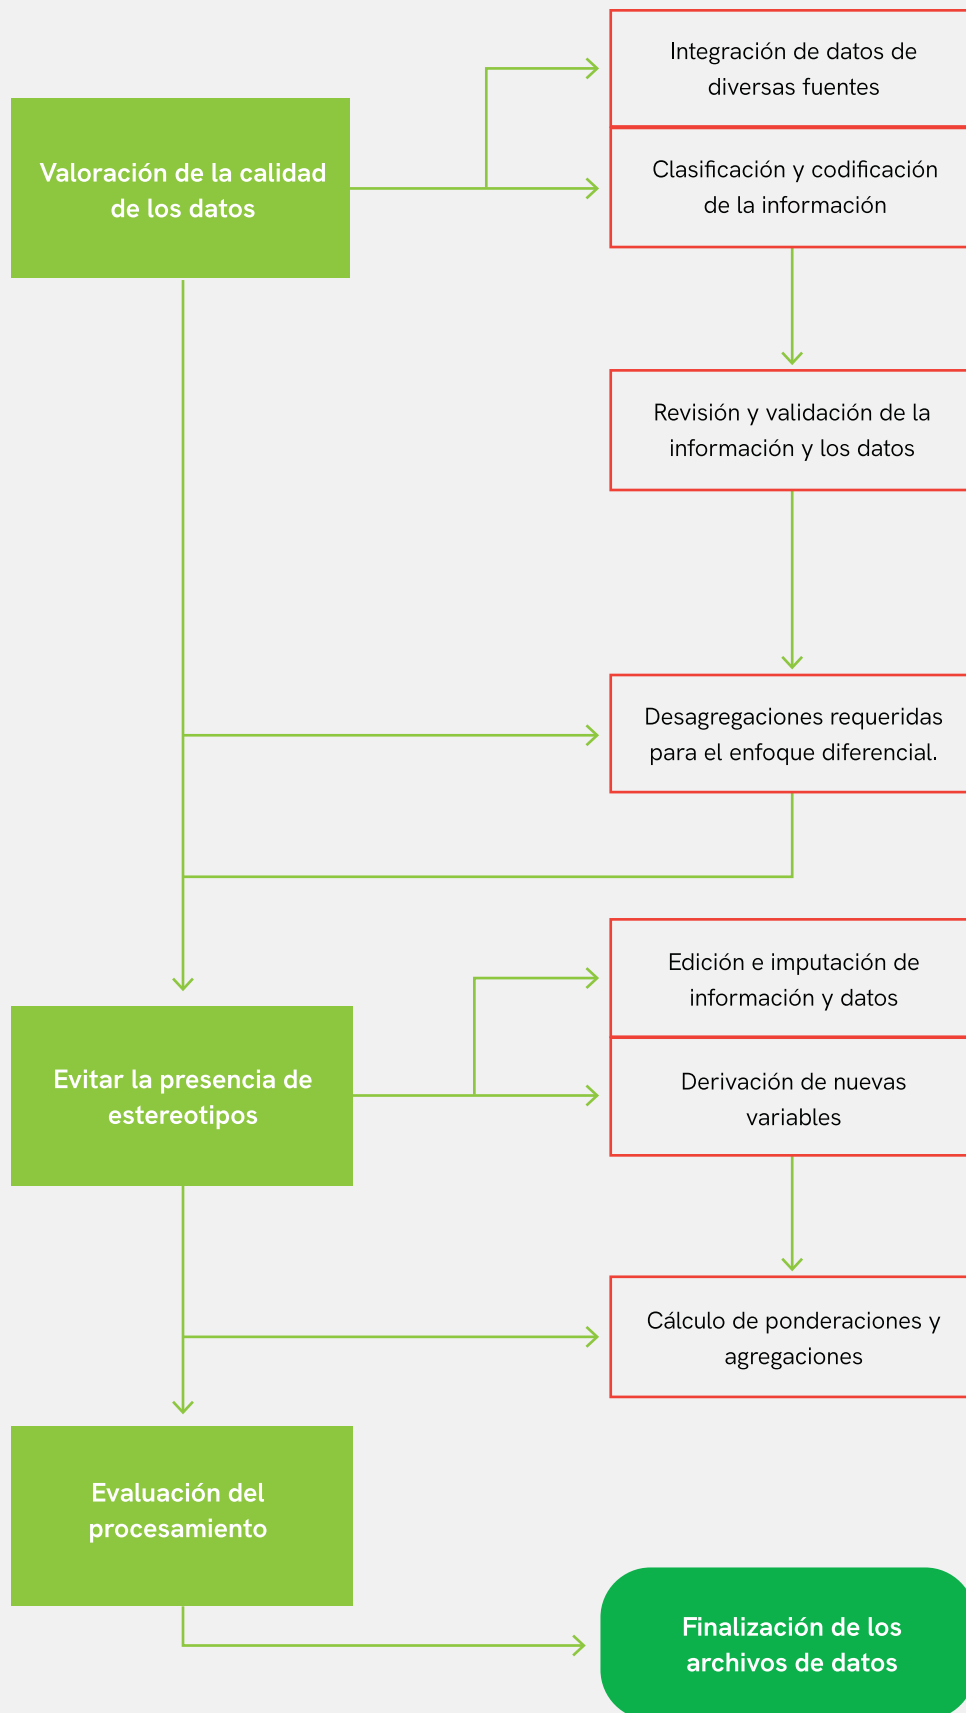 Integración de datos de
diversas fuentes
Valoración de la calidad
de los datos
Clasificación y codificación
de la información
Revisión y validación de la
información y los datos
Desagregaciones requeridas
para el enfoque diferencial.
Edición e imputación de
información y datos
Evitar la presencia de
estereotipos
Derivación de nuevas
variables
Cálculo de ponderaciones y
agregaciones
Evaluación del
procesamiento
Finalización de los
archivos de datos